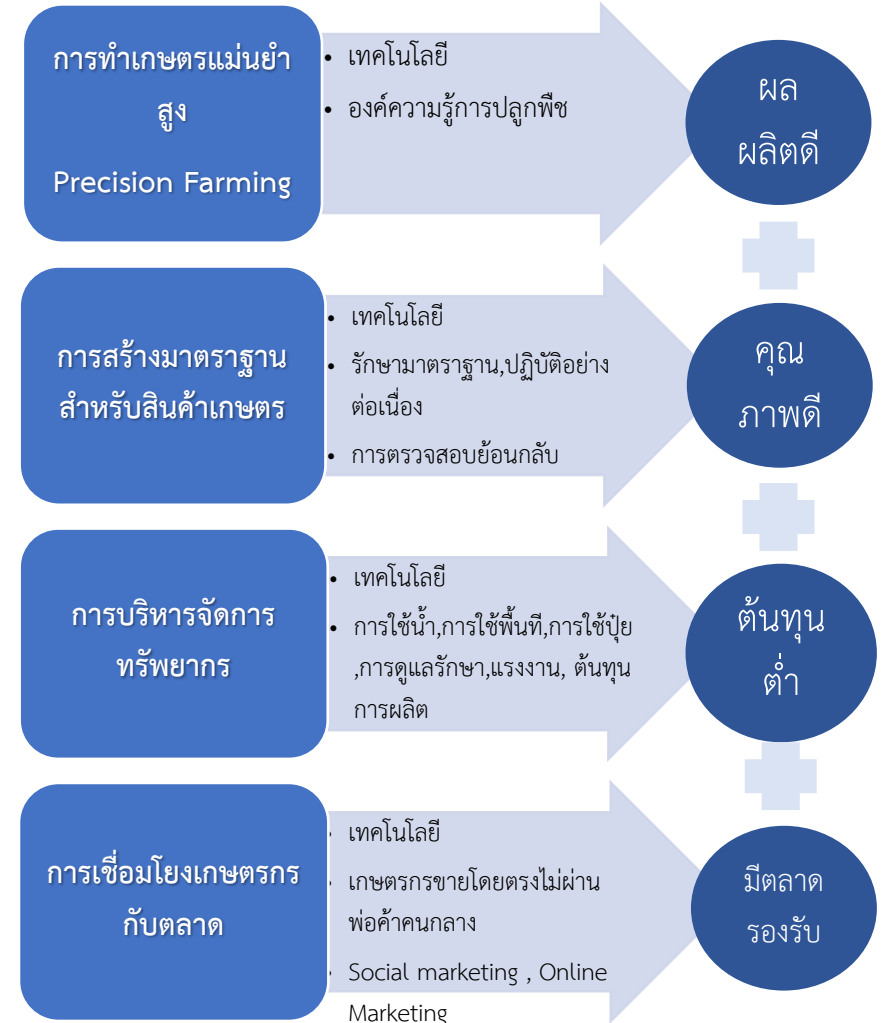 การทำเกษตรแม่นยำ
สูง
Precision Farming
• เทคโนโลยี
• องค์ความรู้การปลูกพืช
ผล
ผลิตดี
การสร้างมาตราฐาน
สำหรับสินค้าเกษตร
• เทคโนโลยี
• รักษามาตราฐาน,ปฏิบัติอย่าง
ต่อเนื่อง
• การตรวจสอบย้อนกลับ
คุณ
ภาพดี
การบริหารจัดการ
ทรัพยากร
• เทคโนโลยี
• การใช้น้ำ,การใช้พื้นที่,การใช้ปุ๋ย
,การดูแลรักษา,แรงงาน, ต้นทุน
การผลิต
ต้นทุน
ต่ำ
การเชื่อมโยงเกษตรกร
กับตลาด
• เทคโนโลยี
• เกษตรกรขายโดยตรงไม่ผ่าน
พ่อค้าคนกลาง
• Social marketing , Online
Marketing
มีตลาด
รองรับ